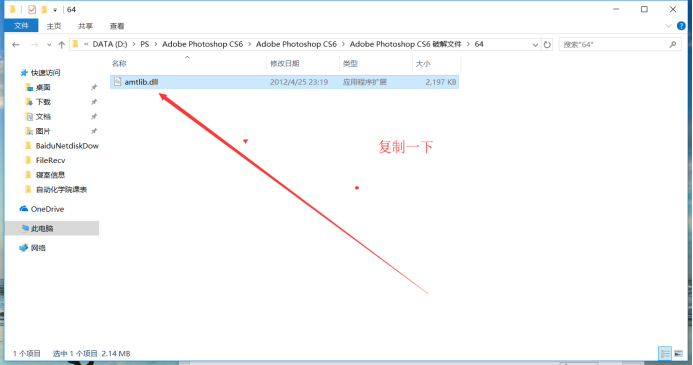 64
文件 主页 共享 查看
« DATA (D:) > PS > Adobe Photoshop CS6 > Adobe Photoshop CS6 > Adobe Photoshop CS6 破解文件 > 64
搜索"64"
名称 修改日期 类型 大小
amtlib.dll 2012/4/25 23:19 应用程序扩展 2,197 KB
快速访问
桌面
下载
文档
图片
BaiduNetdiskDow
FileRecv
寝室信息
自动化学院课表
OneDrive
此电脑
网络
复制一下
1 个项目 选中 1 个项目 2.14 MB